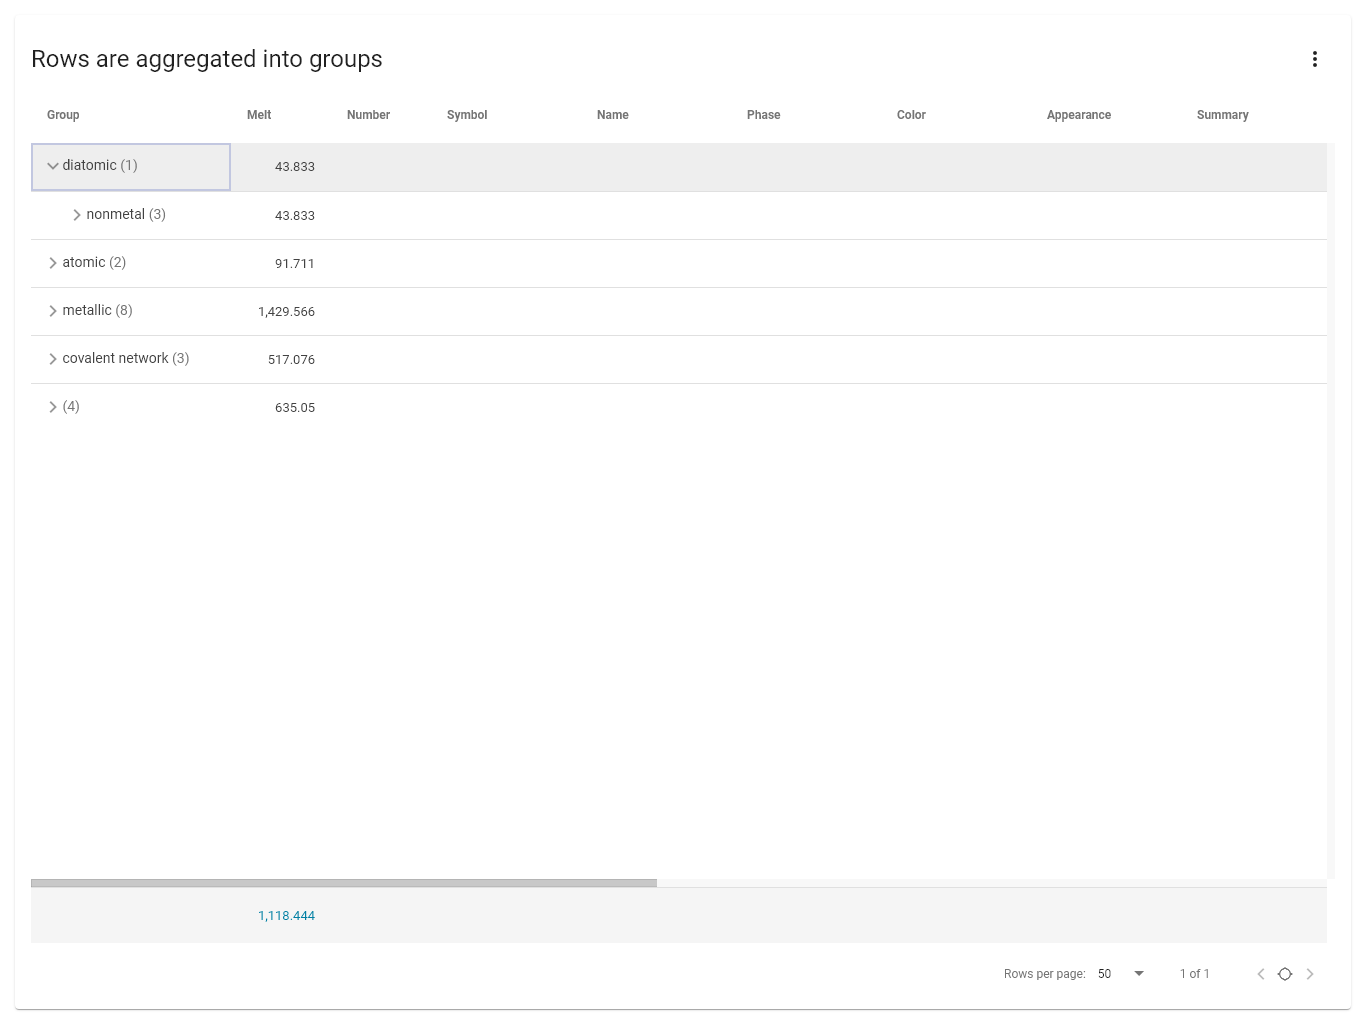 Rows are aggregated into groups
Group Melt Number Symbol Name Phase Color Appearance Summary
diatomic (1) 43.833
nonmetal (3) 43.833
atomic (2) 91.711
metallic (8) 1,429.566
covalent network (3) 517.076
(4) 635.05
1,118.444
Rows per page: 50 1 of 1